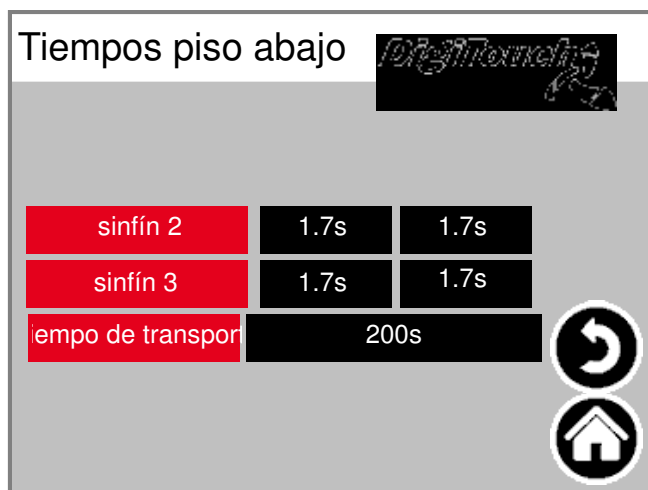 Tiempos piso abajo
DigiTouch
sinfín 2 1.7s 1.7s
sinfín 3 1.7s 1.7s
iempo de transport 200s